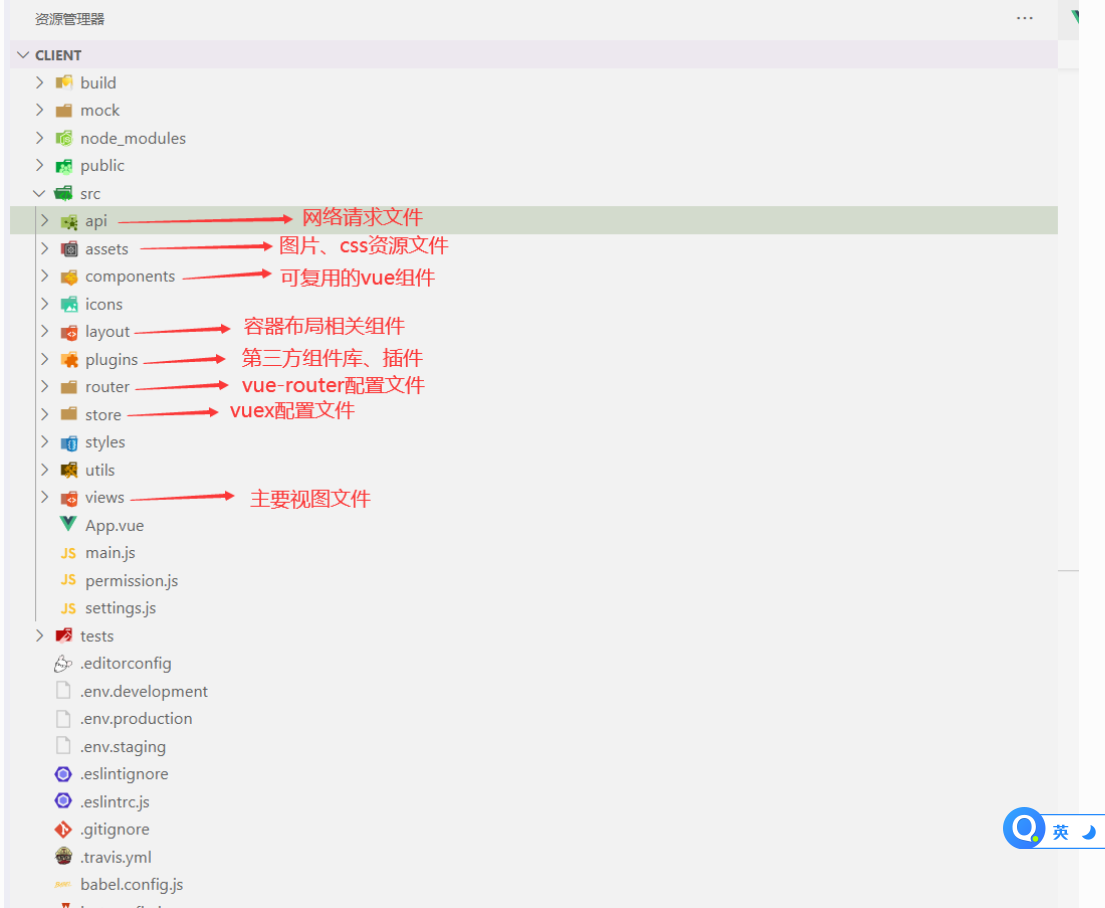 资源管理器
CLIENT
build
mock
node_modules
public
src
api 网络请求文件
assets 图片、css资源文件
components 可复用的vue组件
icons
layout 容器布局相关组件
plugins 第三方组件库、插件
router vue-router配置文件
store vuex配置文件
styles
utils
views 主要视图文件
App.vue
JS main.js
JS permission.js
JS settings.js
tests
.editorconfig
.env.development
.env.production
.env.staging
.eslintignore
.eslintrc.js
.gitignore
英
.travis.yml
babel.config.js